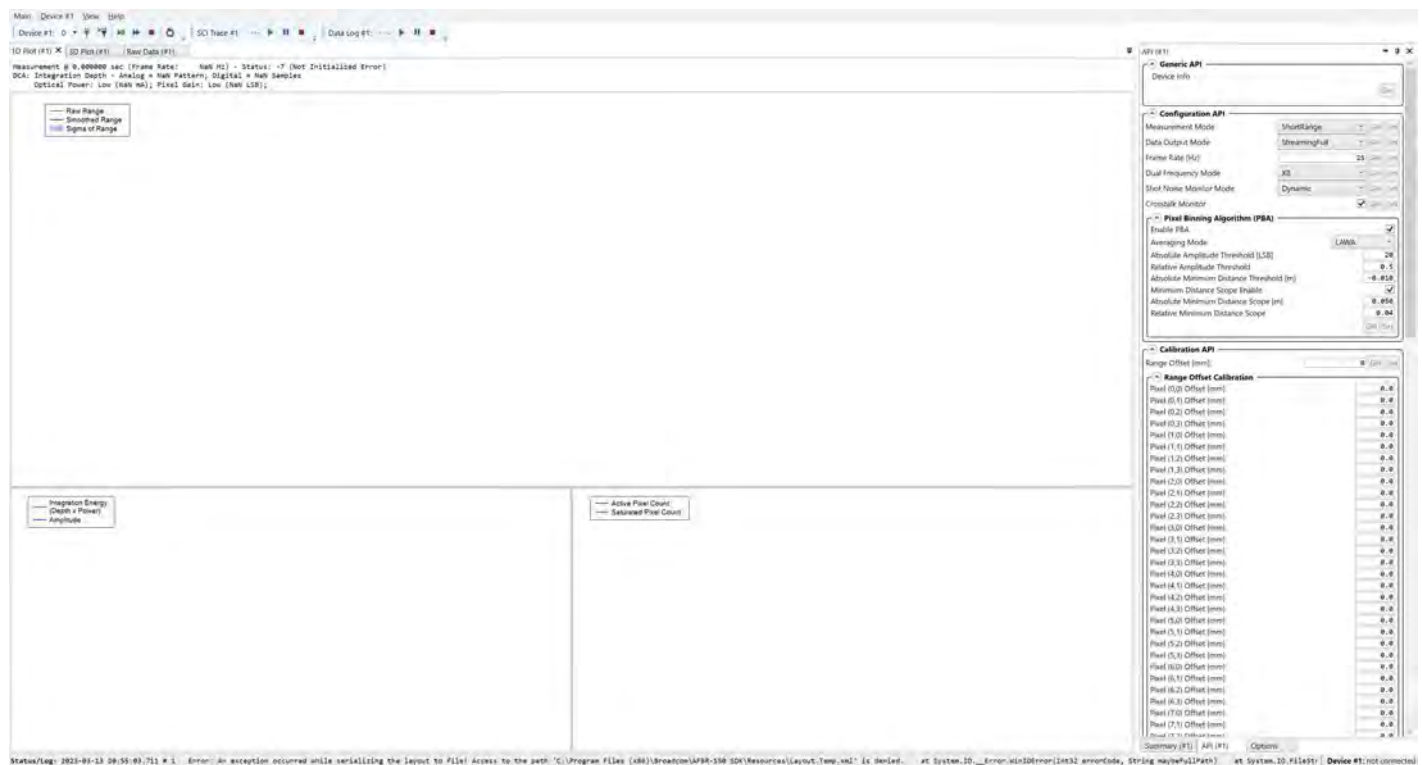 Main Device #1 View Help
Device #1: 0 SCI Trace #1: --- Data Log #1: ---
1D Plot (#1) 3D Plot (#1) Raw Data (#1)
Measurement @ 0.000000 sec (Frame Rate: NaN Hz) - Status: -7 (Not Initialized Error)
DCA: Integration Depth - Analog = NaN Pattern; Digital = NaN Samples
Optical Power: Low (NaN mA); Pixel Gain: Low (NaN LSB);
Raw Range
Smoothed Range
Sigma of Range
Integration Energy
(Depth x Power)
Amplitude
Active Pixel Count
Saturated Pixel Count
API (#1)
Generic API
Device Info
Get
Configuration API
Measurement Mode ShortRange Get Set
Data Output Mode StreamingFull Get Set
Frame Rate (Hz) 25 Get Set
Dual Frequency Mode X8 Get Set
Shot Noise Monitor Mode Dynamic Get Set
Crosstalk Monitor Get Set
Pixel Binning Algorithm (PBA)
Enable PBA
Averaging Mode LAWA
Absolute Amplitude Threshold [LSB] 20
Relative Amplitude Threshold 0.5
Absolute Minimum Distance Threshold (m) -0.010
Minimum Distance Scope Enable
Absolute Minimum Distance Scope (m) 0.050
Relative Minimum Distance Scope 0.04
Get Set
Calibration API
Range Offset (mm) 0 Get Set
Range Offset Calibration
Pixel (0,0) Offset (mm) 0.0
Pixel (0,1) Offset (mm) 0.0
Pixel (0,2) Offset (mm) 0.0
Pixel (0,3) Offset (mm) 0.0
Pixel (1,0) Offset (mm) 0.0
Pixel (1,1) Offset (mm) 0.0
Pixel (1,2) Offset (mm) 0.0
Pixel (1,3) Offset (mm) 0.0
Pixel (2,0) Offset (mm) 0.0
Pixel (2,1) Offset (mm) 0.0
Pixel (2,2) Offset (mm) 0.0
Pixel (2,3) Offset (mm) 0.0
Pixel (3,0) Offset (mm) 0.0
Pixel (3,1) Offset (mm) 0.0
Pixel (3,2) Offset (mm) 0.0
Pixel (3,3) Offset (mm) 0.0
Pixel (4,0) Offset (mm) 0.0
Pixel (4,1) Offset (mm) 0.0
Pixel (4,2) Offset (mm) 0.0
Pixel (4,3) Offset (mm) 0.0
Pixel (5,0) Offset (mm) 0.0
Pixel (5,1) Offset (mm) 0.0
Pixel (5,2) Offset (mm) 0.0
Pixel (5,3) Offset (mm) 0.0
Pixel (6,0) Offset (mm) 0.0
Pixel (6,1) Offset (mm) 0.0
Pixel (6,2) Offset (mm) 0.0
Pixel (6,3) Offset (mm) 0.0
Pixel (7,0) Offset (mm) 0.0
Pixel (7,1) Offset (mm) 0.0
Summary (#1) API (#1) Options
Status/Log: 2025-03-13 20:55:03.711 # 1 Error: An exception occurred while serializing the layout to file! Access to the path 'C:\Program Files (x86)\Broadcom\AFBR-S50 SDK\Resources\Layout.Temp.xml' is denied. at System.IO.__Error.WinIOError(Int32 errorCode, String maybeFullPath) at System.IO.FileStr Device #1: not connected